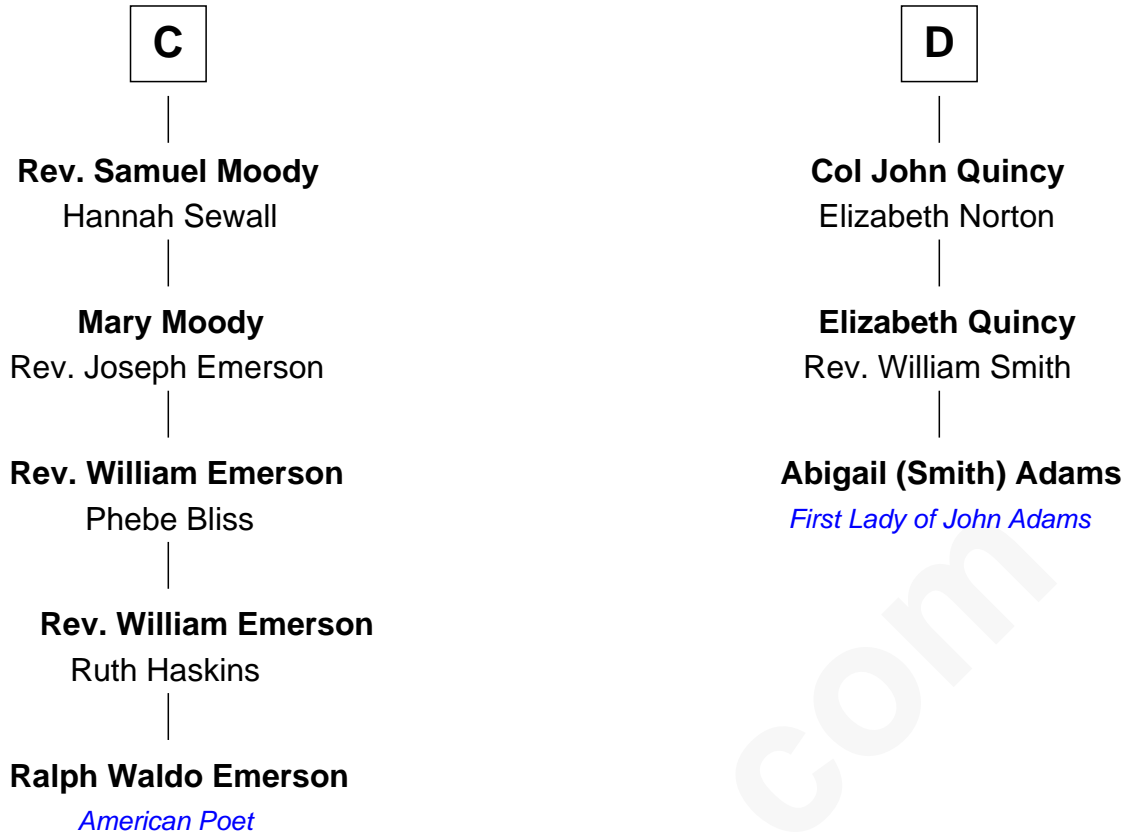 C
Rev. Samuel Moody
Hannah Sewall
Mary Moody
Rev. Joseph Emerson
Rev. William Emerson
Phebe Bliss
Rev. William Emerson
Ruth Haskins
Ralph Waldo Emerson
American Poet
D
Col John Quincy
Elizabeth Norton
Elizabeth Quincy
Rev. William Smith
Abigail (Smith) Adams
First Lady of John Adams
com